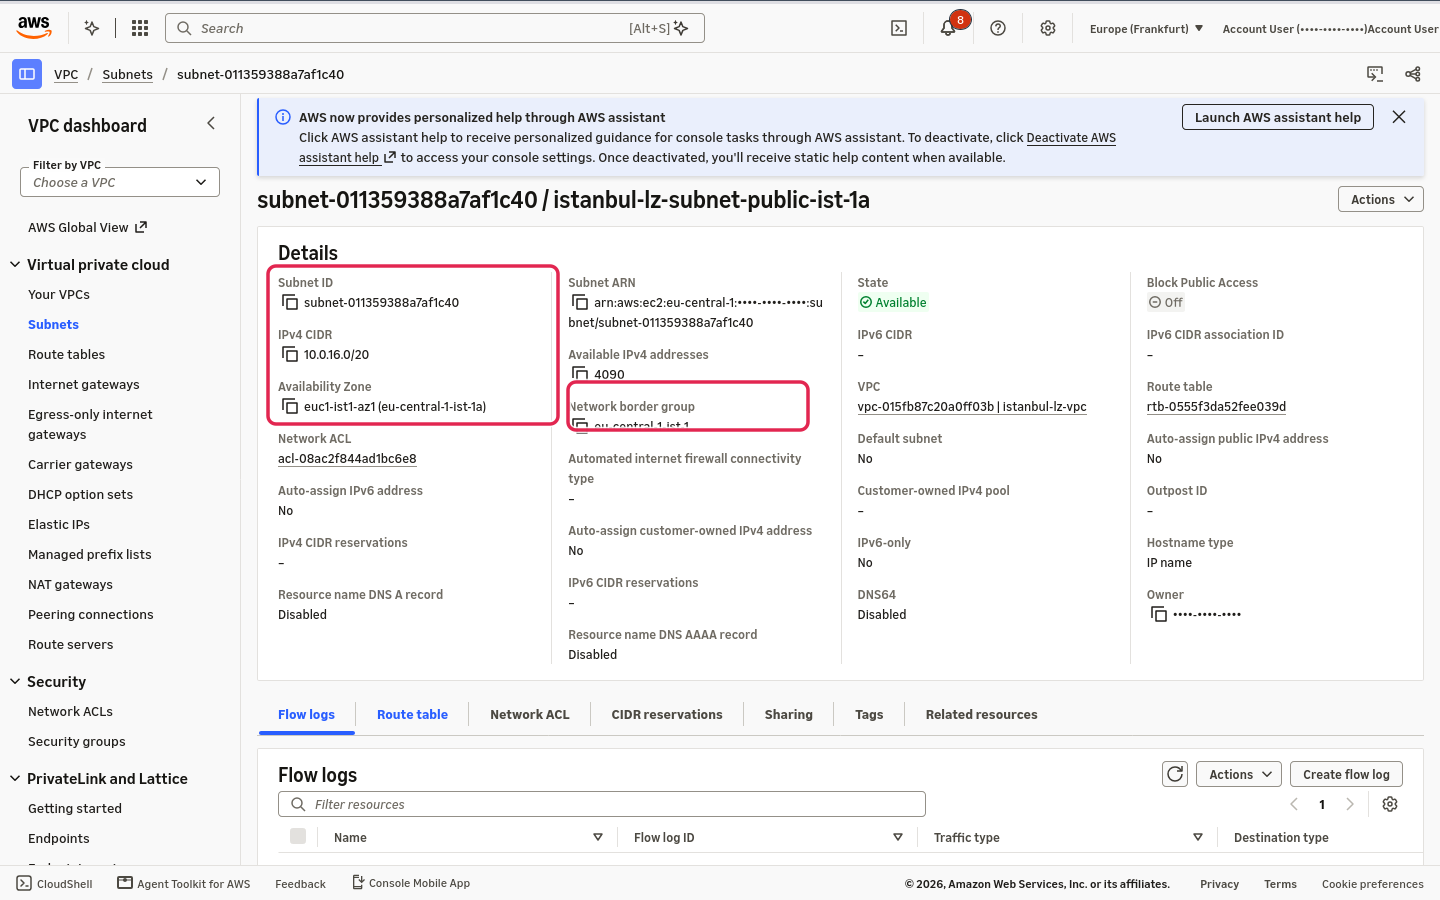 aws
Search
[Alt+S]
8
Europe (Frankfurt)
Account User (••••-••••-••••)Account User
VPC / Subnets / subnet-011359388a7af1c40
VPC dashboard
Filter by VPC
Choose a VPC
AWS Global View
Virtual private cloud
Your VPCs
Subnets
Route tables
Internet gateways
Egress-only internet
gateways
Carrier gateways
DHCP option sets
Elastic IPs
Managed prefix lists
NAT gateways
Peering connections
Route servers
Security
Network ACLs
Security groups
PrivateLink and Lattice
Getting started
Endpoints
AWS now provides personalized help through AWS assistant
Click AWS assistant help to receive personalized guidance for console tasks through AWS assistant. To deactivate, click Deactivate AWS
assistant help to access your console settings. Once deactivated, you'll receive static help content when available.
Launch AWS assistant help
subnet-011359388a7af1c40 / istanbul-lz-subnet-public-ist-1a
Actions
Details
Subnet ID
subnet-011359388a7af1c40
IPv4 CIDR
10.0.16.0/20
Availability Zone
euc1-ist1-az1 (eu-central-1-ist-1a)
Network ACL
acl-08ac2f844ad1bc6e8
Auto-assign IPv6 address
No
IPv4 CIDR reservations
–
Resource name DNS A record
Disabled
Subnet ARN
arn:aws:ec2:eu-central-1:••••-••••-••••:su
bnet/subnet-011359388a7af1c40
Available IPv4 addresses
4090
Network border group
eu-central-1-ist-1
Automated internet firewall connectivity
type
–
Auto-assign customer-owned IPv4 address
No
IPv6 CIDR reservations
–
Resource name DNS AAAA record
Disabled
State
Available
IPv6 CIDR
–
VPC
vpc-015fb87c20a0ff03b | istanbul-lz-vpc
Default subnet
No
Customer-owned IPv4 pool
–
IPv6-only
No
DNS64
Disabled
Block Public Access
Off
IPv6 CIDR association ID
–
Route table
rtb-0555f3da52fee039d
Auto-assign public IPv4 address
No
Outpost ID
–
Hostname type
IP name
Owner
••••-••••-••••
Flow logs
Route table
Network ACL
CIDR reservations
Sharing
Tags
Related resources
Flow logs
Actions
Create flow log
Filter resources
1
Name
Flow log ID
Traffic type
Destination type
CloudShell
Agent Toolkit for AWS
Feedback
Console Mobile App
© 2026, Amazon Web Services, Inc. or its affiliates.
Privacy
Terms
Cookie preferences